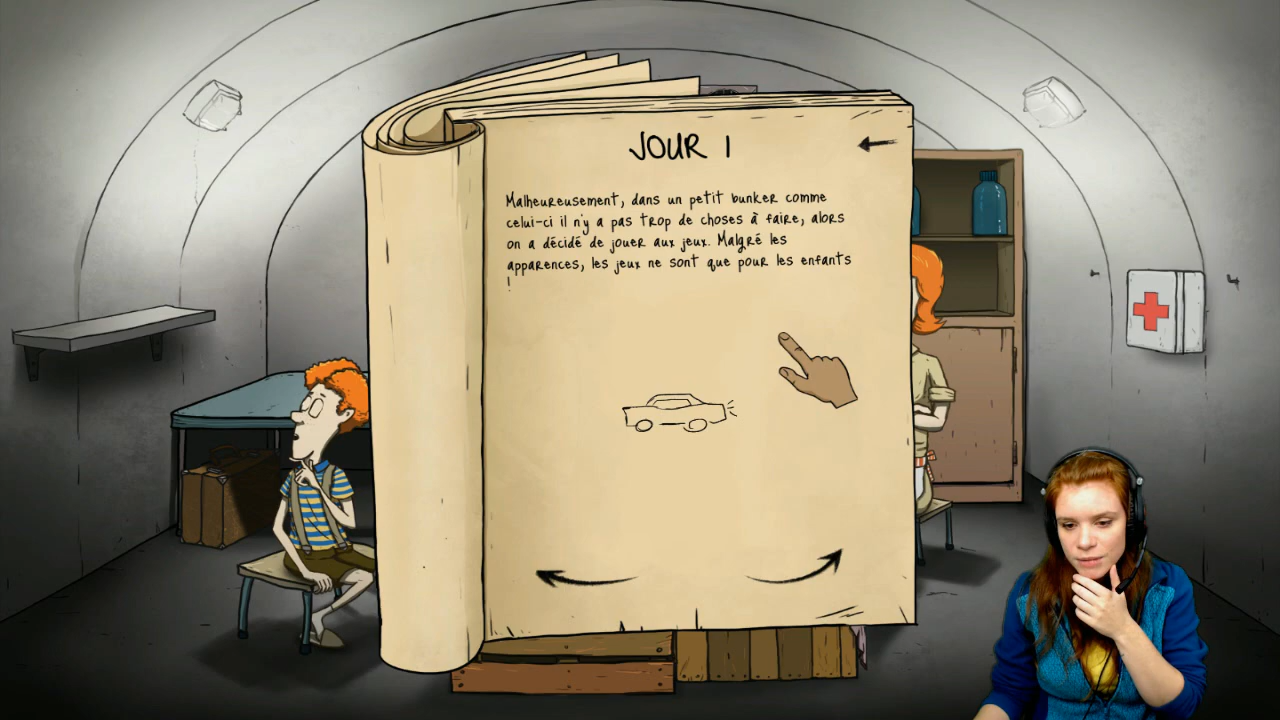 JOUR 1
Malheureusement, dans un petit bunker comme
celui-ci il n'y a pas trop de choses à faire, alors
on a décidé de jouer aux jeux. Malgré les
apparences, les jeux ne sont que pour les enfants
!